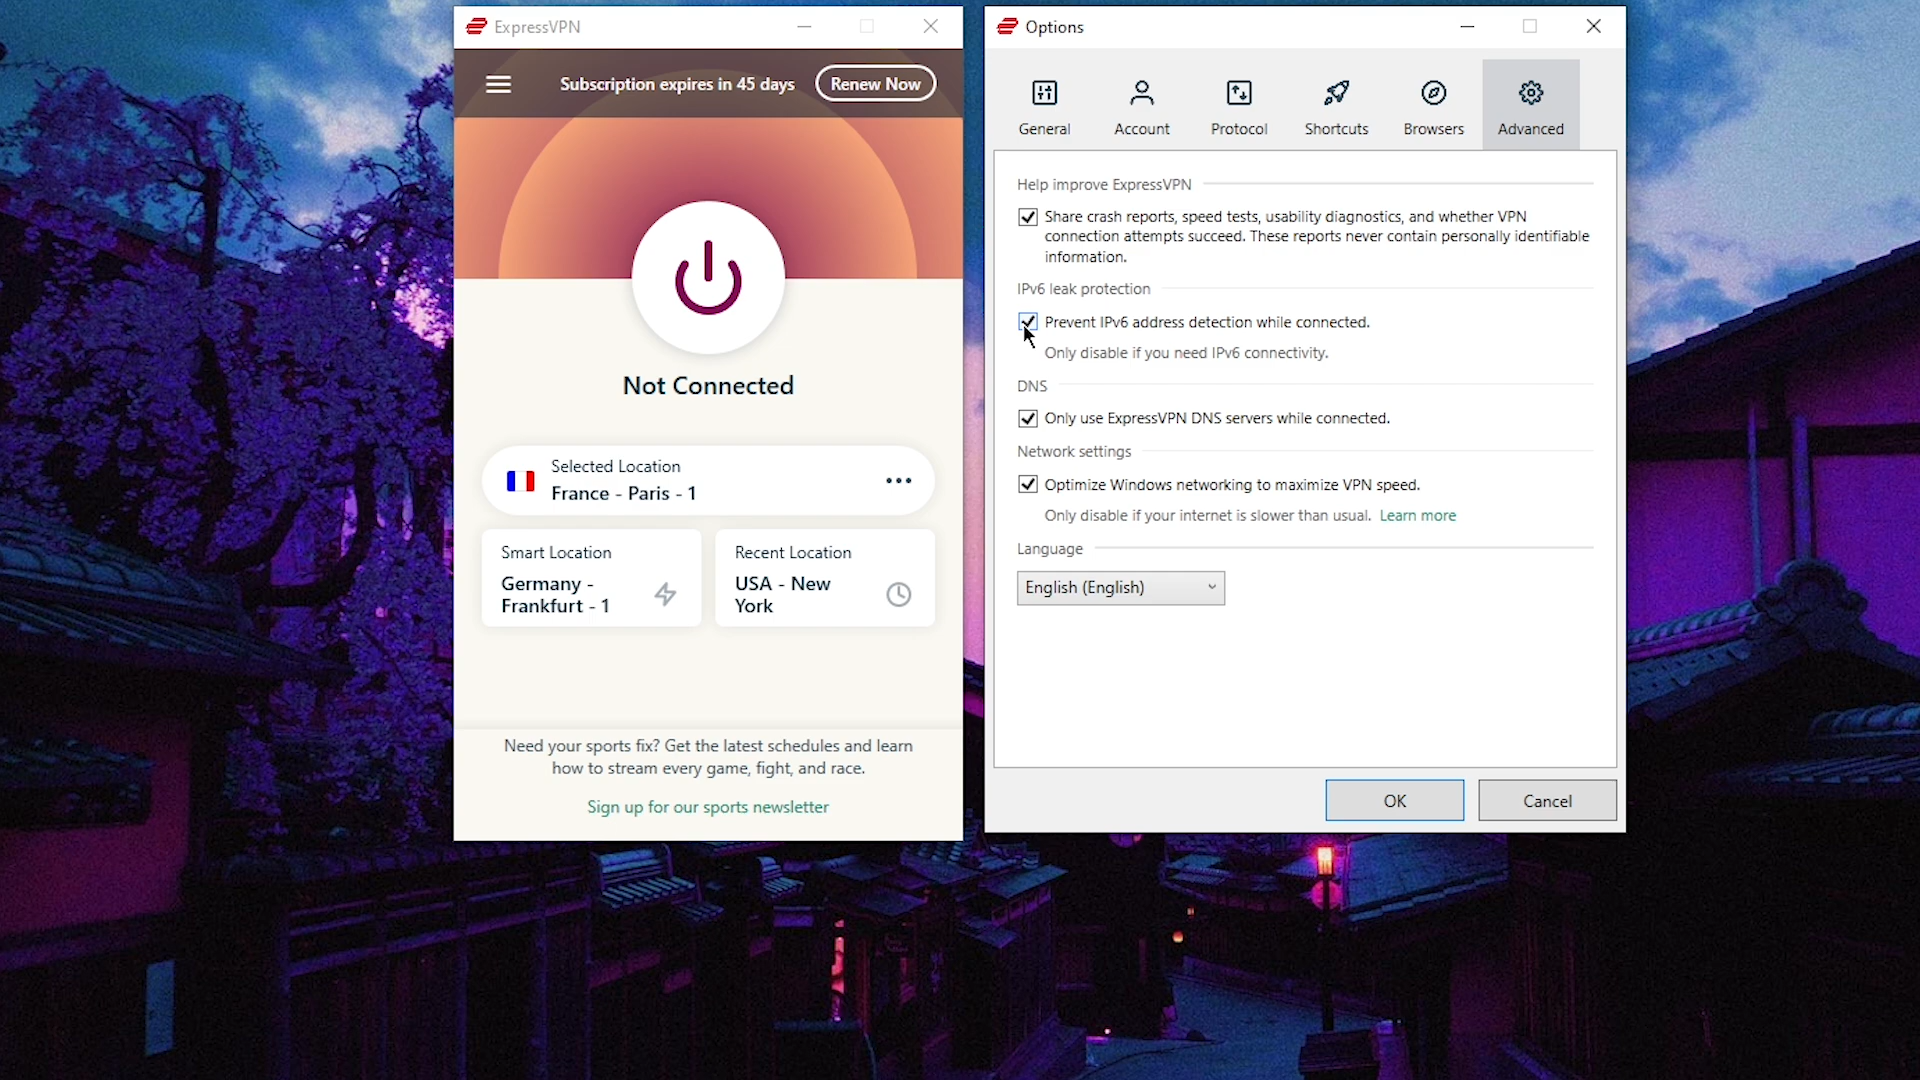 ExpressVPN
Subscription expires in 45 days
Renew Now
Not Connected
Selected Location
France - Paris - 1
Smart Location
Germany -
Frankfurt - 1
Recent Location
USA - New
York
Need your sports fix? Get the latest schedules and learn
how to stream every game, fight, and race.
Sign up for our sports newsletter
Options
General
Account
Protocol
Shortcuts
Browsers
Advanced
Help improve ExpressVPN
Share crash reports, speed tests, usability diagnostics, and whether VPN
connection attempts succeed. These reports never contain personally identifiable
information.
IPv6 leak protection
Prevent IPv6 address detection while connected.
Only disable if you need IPv6 connectivity.
DNS
Only use ExpressVPN DNS servers while connected.
Network settings
Optimize Windows networking to maximize VPN speed.
Only disable if your internet is slower than usual. Learn more
Language
English (English)
OK
Cancel